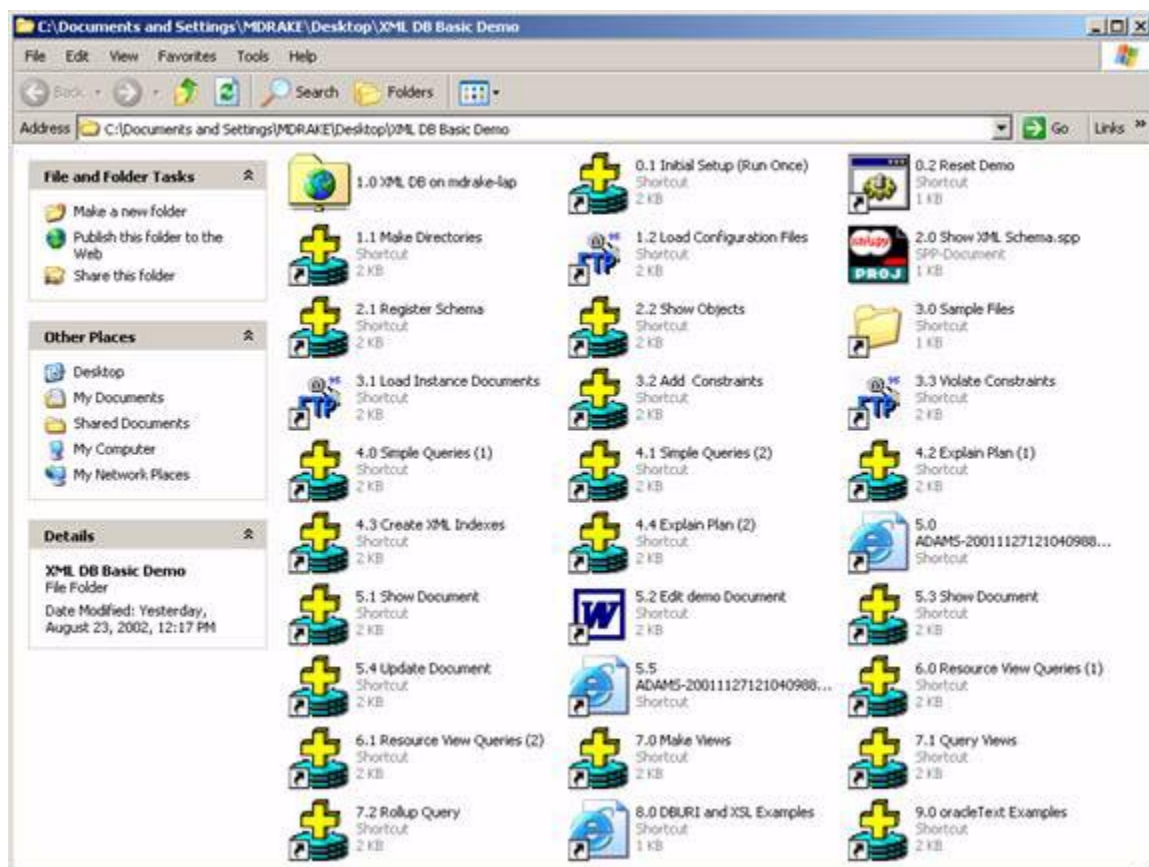 C:\Documents and Settings\MDRAKE\Desktop\XML DB Basic Demo
File Edit View Favorites Tools Help
Back Search Folders
Address C:\Documents and Settings\MDRAKE\Desktop\XML DB Basic Demo Go Links »
File and Folder Tasks
Make a new folder
Publish this folder to the
Web
Share this folder
Other Places
Desktop
My Documents
Shared Documents
My Computer
My Network Places
Details
XML DB Basic Demo
File Folder
Date Modified: Yesterday,
August 23, 2002, 12:17 PM
1.0 XML DB on mdrake-lap
0.1 Initial Setup (Run Once)
Shortcut
2 KB
0.2 Reset Demo
Shortcut
1 KB
1.1 Make Directories
Shortcut
2 KB
FTP
1.2 Load Configuration Files
Shortcut
2 KB
PROJ
2.0 Show XML Schema.spp
SPP-Document
1 KB
2.1 Register Schema
Shortcut
2 KB
2.2 Show Objects
Shortcut
2 KB
3.0 Sample Files
Shortcut
1 KB
FTP
3.1 Load Instance Documents
Shortcut
2 KB
3.2 Add Constraints
Shortcut
2 KB
FTP
3.3 Violate Constraints
Shortcut
2 KB
4.0 Simple Queries (1)
Shortcut
2 KB
4.1 Simple Queries (2)
Shortcut
2 KB
4.2 Explain Plan (1)
Shortcut
2 KB
4.3 Create XML Indexes
Shortcut
2 KB
4.4 Explain Plan (2)
Shortcut
2 KB
5.0
ADAMS-20011127121040988...
Shortcut
5.1 Show Document
Shortcut
2 KB
W
5.2 Edit demo Document
Shortcut
2 KB
5.3 Show Document
Shortcut
2 KB
5.4 Update Document
Shortcut
2 KB
5.5
ADAMS-20011127121040988...
Shortcut
6.0 Resource View Queries (1)
Shortcut
2 KB
6.1 Resource View Queries (2)
Shortcut
2 KB
7.0 Make Views
Shortcut
2 KB
7.1 Query Views
Shortcut
2 KB
7.2 Rollup Query
Shortcut
2 KB
8.0 DBURI and XSL Examples
Shortcut
1 KB
9.0 oracleText Examples
Shortcut
2 KB